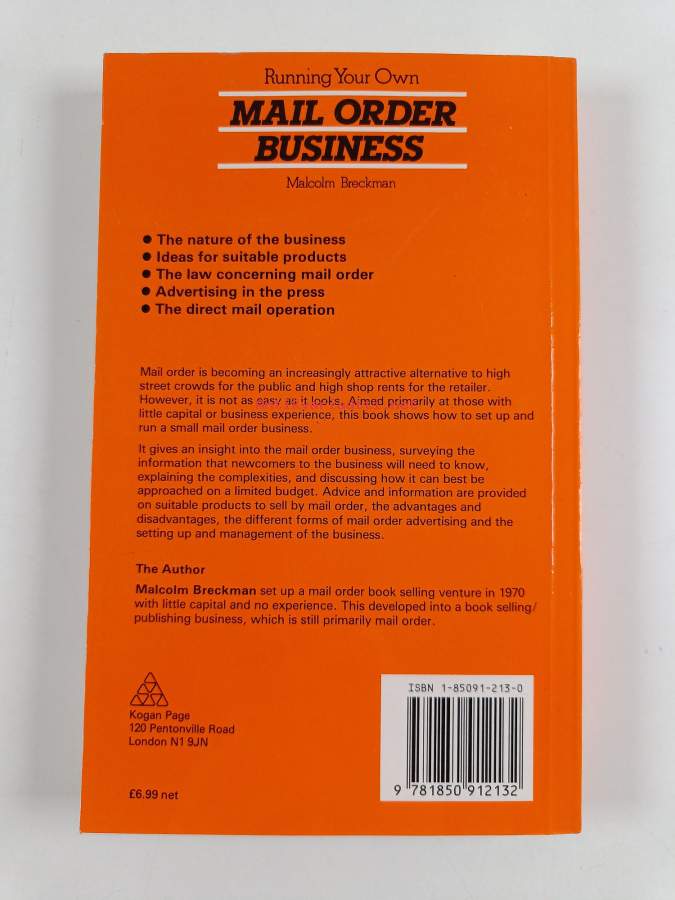 Running Your Own
MAIL ORDER
BUSINESS
Malcolm Breckman
● The nature of the business
● Ideas for suitable products
● The law concerning mail order
● Advertising in the press
● The direct mail operation
Mail order is becoming an increasingly attractive alternative to high
street crowds for the public and high shop rents for the retailer.
However, it is not as easy as it looks. Aimed primarily at those with
little capital or business experience, this book shows how to set up and
run a small mail order business.
It gives an insight into the mail order business, surveying the
information that newcomers to the business will need to know,
explaining the complexities, and discussing how it can best be
approached on a limited budget. Advice and information are provided
on suitable products to sell by mail order, the advantages and
disadvantages, the different forms of mail order advertising and the
setting up and management of the business.
The Author
Malcolm Breckman set up a mail order book selling venture in 1970
with little capital and no experience. This developed into a book selling/
publishing business, which is still primarily mail order.
Kogan Page
120 Pentonville Road
London N1 9JN
£6.99 net
ISBN 1-85091-213-0
9 781850 912132